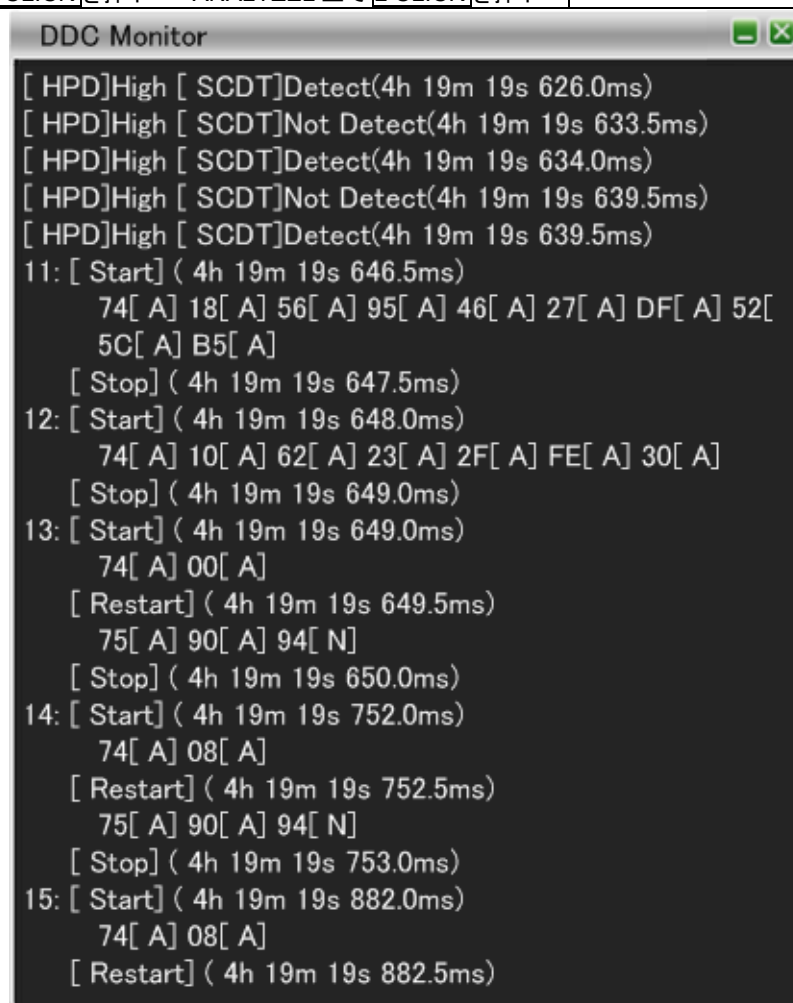 DDC Monitor
[ HPD]High [ SCDT]Detect(4h 19m 19s 626.0ms)
[ HPD]High [ SCDT]Not Detect(4h 19m 19s 633.5ms)
[ HPD]High [ SCDT]Detect(4h 19m 19s 634.0ms)
[ HPD]High [ SCDT]Not Detect(4h 19m 19s 639.5ms)
[ HPD]High [ SCDT]Detect(4h 19m 19s 639.5ms)
11: [ Start] ( 4h 19m 19s 646.5ms)
74[ A] 18[ A] 56[ A] 95[ A] 46[ A] 27[ A] DF[ A] 52[
5C[ A] B5[ A]
[ Stop] ( 4h 19m 19s 647.5ms)
12: [ Start] ( 4h 19m 19s 648.0ms)
74[ A] 10[ A] 62[ A] 23[ A] 2F[ A] FE[ A] 30[ A]
[ Stop] ( 4h 19m 19s 649.0ms)
13: [ Start] ( 4h 19m 19s 649.0ms)
74[ A] 00[ A]
[ Restart] ( 4h 19m 19s 649.5ms)
75[ A] 90[ A] 94[ N]
[ Stop] ( 4h 19m 19s 650.0ms)
14: [ Start] ( 4h 19m 19s 752.0ms)
74[ A] 08[ A]
[ Restart] ( 4h 19m 19s 752.5ms)
75[ A] 90[ A] 94[ N]
[ Stop] ( 4h 19m 19s 753.0ms)
15: [ Start] ( 4h 19m 19s 882.0ms)
74[ A] 08[ A]
[ Restart] ( 4h 19m 19s 882.5ms)